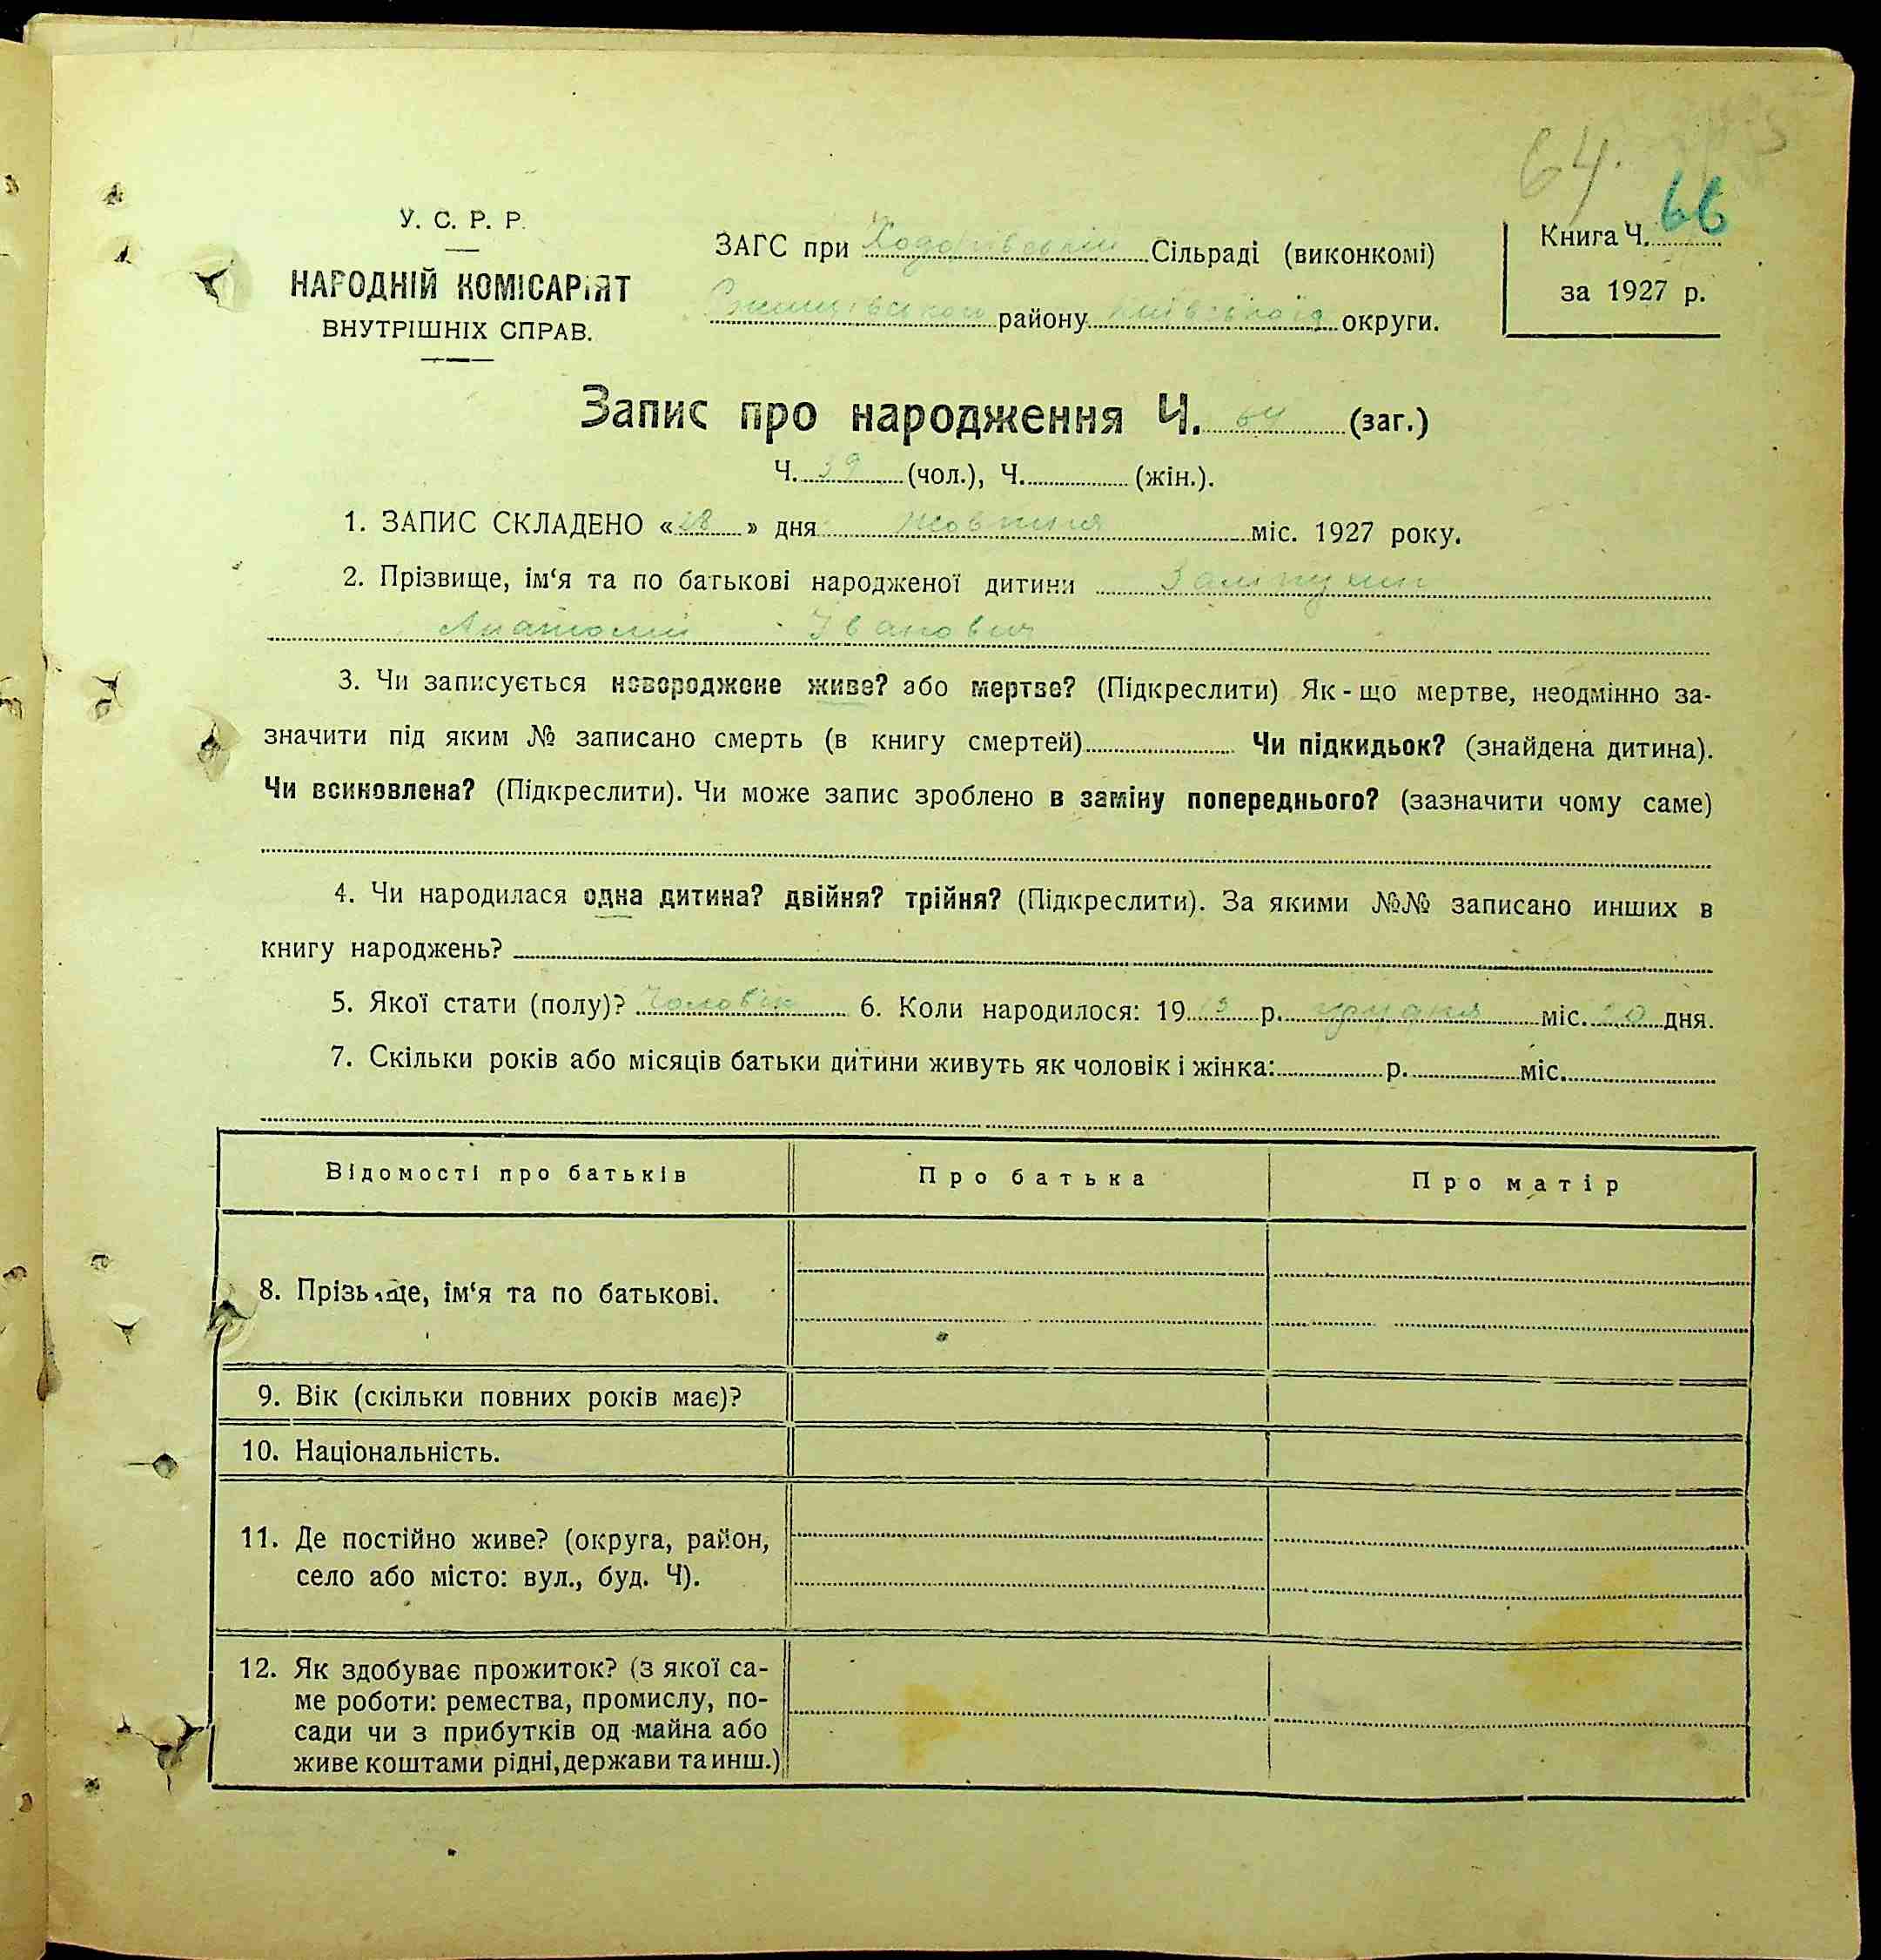 64.
66
У. С. Р. Р.
НАРОДНІЙ КОМІСАРІЯТ
ВНУТРІШНІХ СПРАВ.
ЗАГС при Ходорівській Сільраді (виконкомі)
Ржищівського району Київської округи.
Книга Ч.
за 1927 р.
Запис про народження Ч. 64 (заг.)
Ч. 39 (чол.), Ч. (жін.).
1. ЗАПИС СКЛАДЕНО «28» дня Жовтня міс. 1927 року.
2. Прізвище, ім‘я та по батькові народженої дитини
Анатолій Іванович
3. Чи записується новороджене живе? або мертве? (Підкреслити) Як-що мертве, неодмінно за-
значити під яким № записано смерть (в книгу смертей) Чи підкидьок? (знайдена дитина).
Чи всиновлена? (Підкреслити). Чи може запис зроблено в заміну попереднього? (зазначити чому саме)
4. Чи народилася одна дитина? двійня? трійня? (Підкреслити). За якими №№ записано инших в
книгу народжень?
5. Якої стати (полу)? Чоловік 6. Коли народилося: 19 р. грудня міс. 20 дня.
7. Скільки років або місяців батьки дитини живуть як чоловік і жінка: р. міс.
Відомості про батьків Про батька Про матір
8. Прізвище, ім‘я та по батькові.
9. Вік (скільки повних років має)?
10. Національність.
11. Де постійно живе? (округа, район,
село або місто: вул., буд. Ч).
12. Як здобуває прожиток? (з якої са-
ме роботи: ремества, промислу, по-
сади чи з прибутків од майна або
живе коштами рідні, держави та инш.)